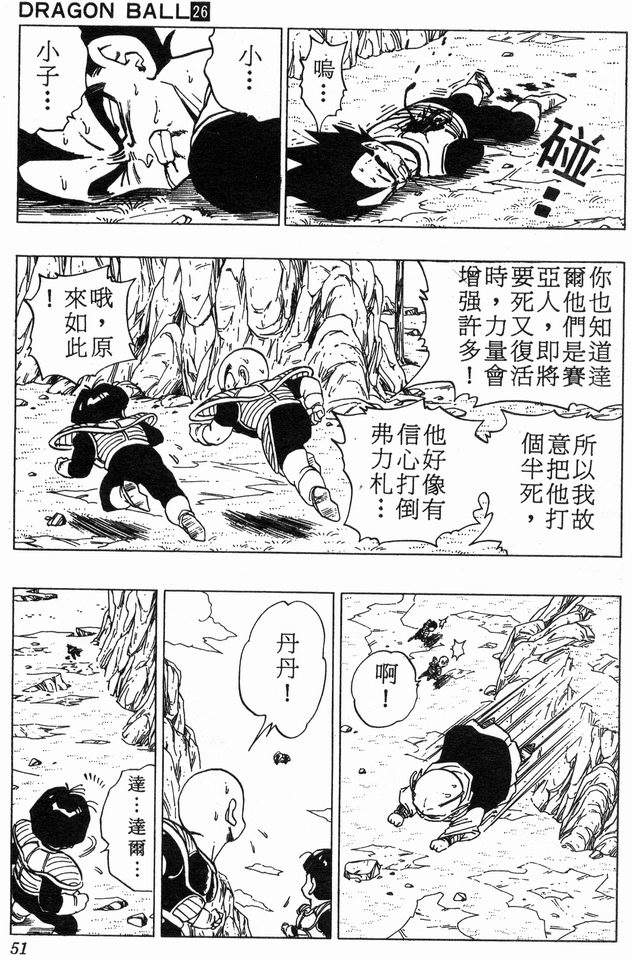 DRAGON BALL 26
嗚…
碰…
小…
小子…
你也知道達
爾他們是賽
亞人，即將
要死又復活
時，力量會
增强許多！
所以我故
意把他打
個半死，
他好像有
信心打倒
弗力札…
哦，原
來如此
！
啊！
丹丹！
達…達爾…
51